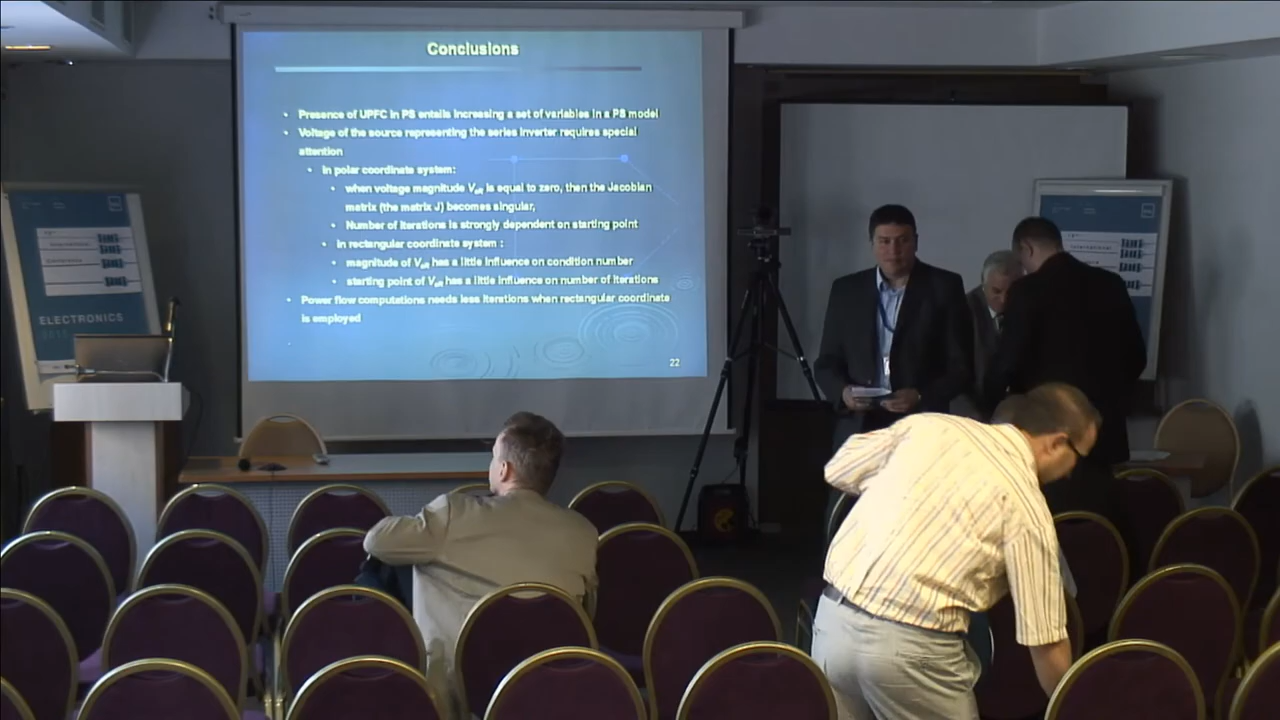 Conclusions
• Presence of UPFC in PS entails increasing a set of variables in a PS model
• Voltage of the source representing the series inverter requires special
attention
• In polar coordinate system:
• when voltage magnitude is equal to zero, then the Jacobian
matrix (the matrix J) becomes singular,
• Number of iterations is strongly dependent on starting point
• in rectangular coordinate system :
• magnitude of has a little influence on condition number
• starting point of has a little influence on number of iterations
• Power flow computations needs less iterations when rectangular coordinate
is employed
22
ELECTRONICS